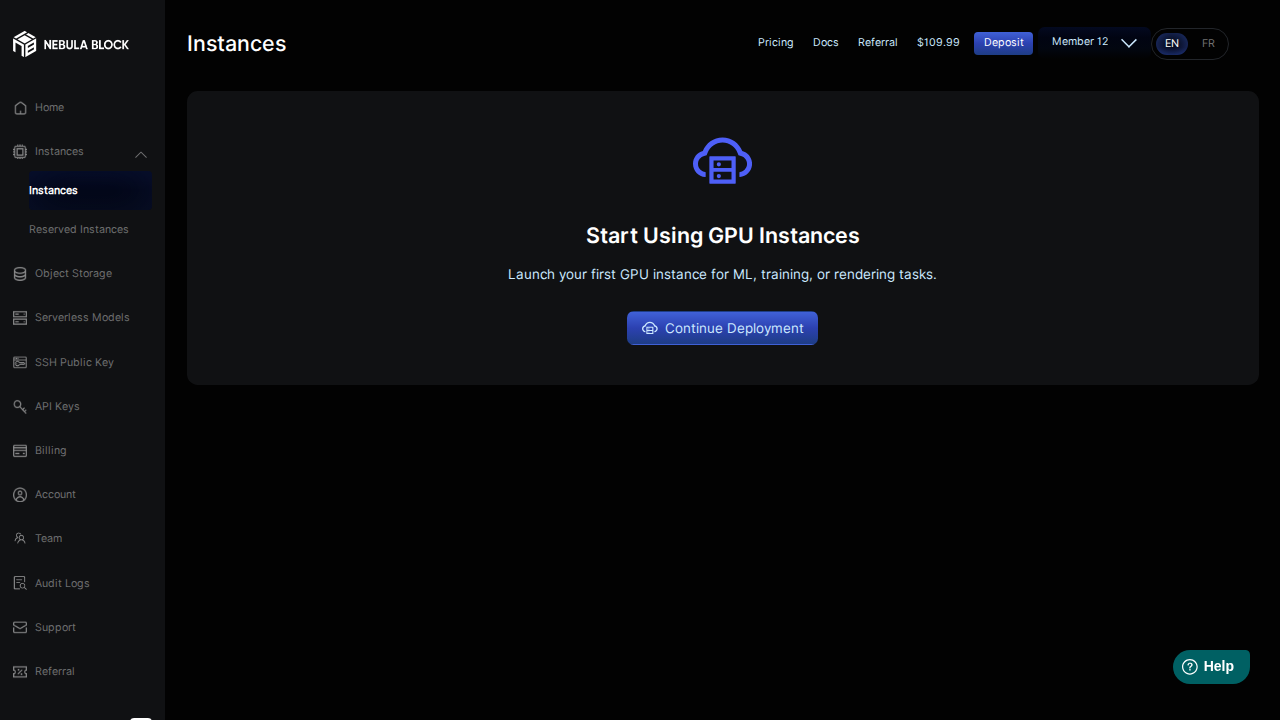 NEBULA BLOCK
Home
Instances
Instances
Reserved Instances
Object Storage
Serverless Models
SSH Public Key
API Keys
Billing
Account
Team
Audit Logs
Support
Referral
Instances
Pricing Docs Referral $109.99 Deposit Member 12 EN FR
Start Using GPU Instances
Launch your first GPU instance for ML, training, or rendering tasks.
Continue Deployment
Help